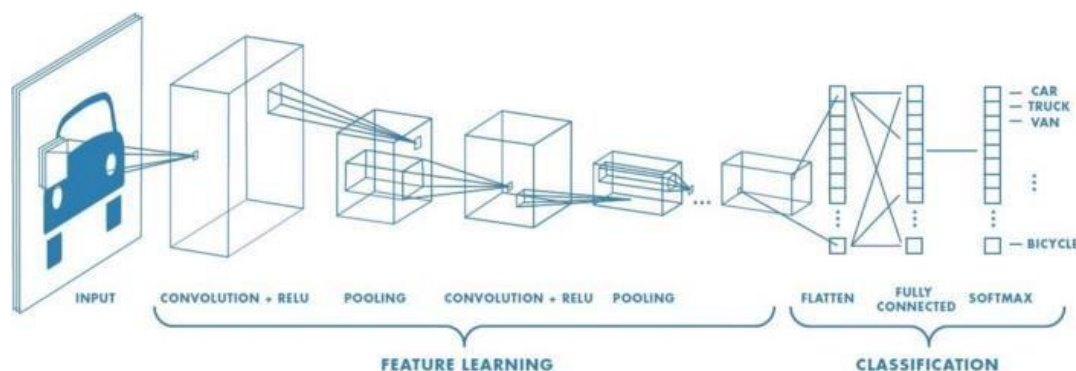 CAR
TRUCK
VAN
BICYCLE
INPUT
CONVOLUTION + RELU
POOLING
CONVOLUTION + RELU
POOLING
FLATTEN
FULLY
CONNECTED
SOFTMAX
FEATURE LEARNING
CLASSIFICATION